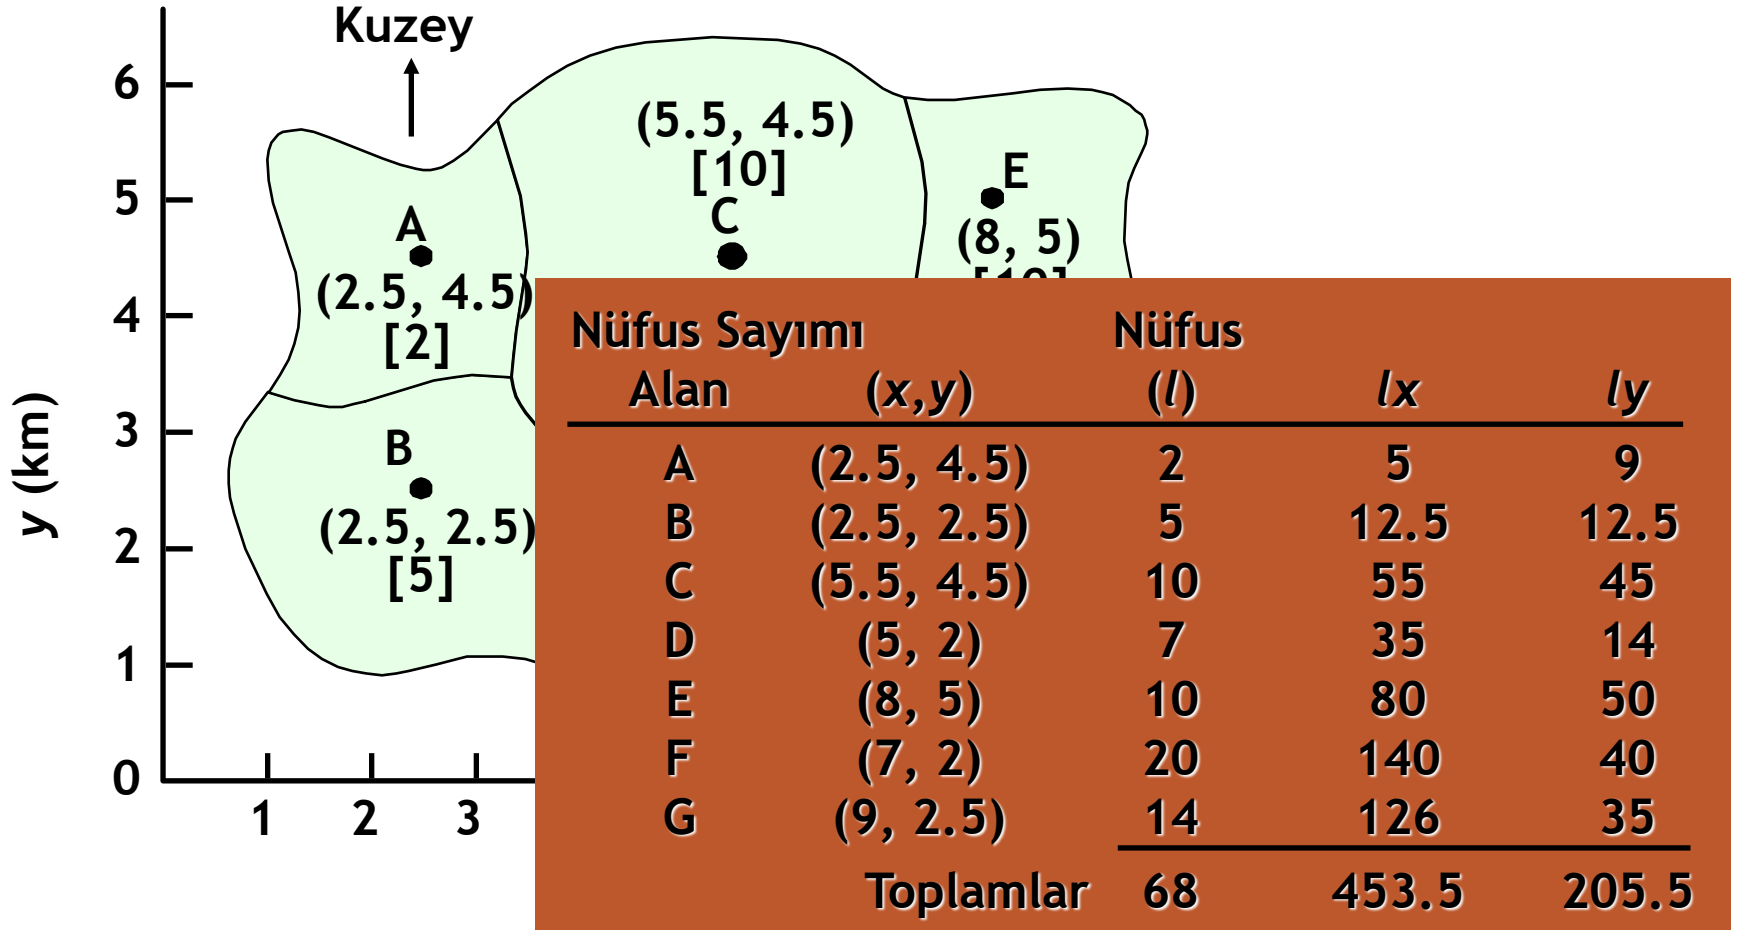 Kuzey
6
5
4
3
2
1
0
y (km)
1 2 3
A
(2.5, 4.5)
[2]
B
(2.5, 2.5)
[5]
(5.5, 4.5)
[10]
C
E
(8, 5)
[10]
Nüfus Sayımı Nüfus
Alan (x,y) (l) lx ly
A (2.5, 4.5) 2 5 9
B (2.5, 2.5) 5 12.5 12.5
C (5.5, 4.5) 10 55 45
D (5, 2) 7 35 14
E (8, 5) 10 80 50
F (7, 2) 20 140 40
G (9, 2.5) 14 126 35
Toplamlar 68 453.5 205.5